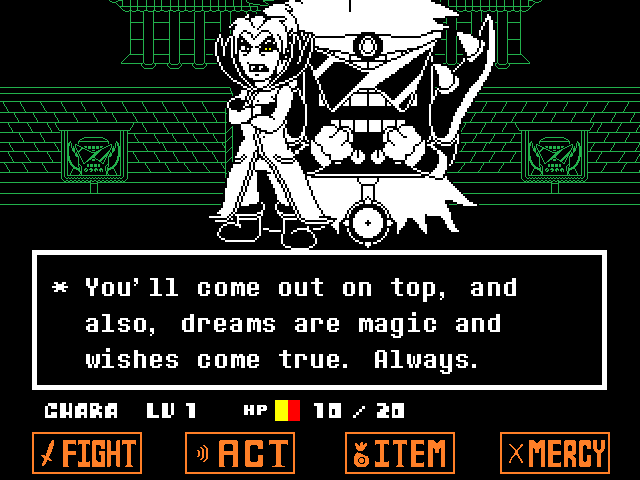 * You'll come out on top, and
also, dreams are magic and
wishes come true. Always.
CHARA LV 1 HP 10 / 20
FIGHT ACT ITEM MERCY